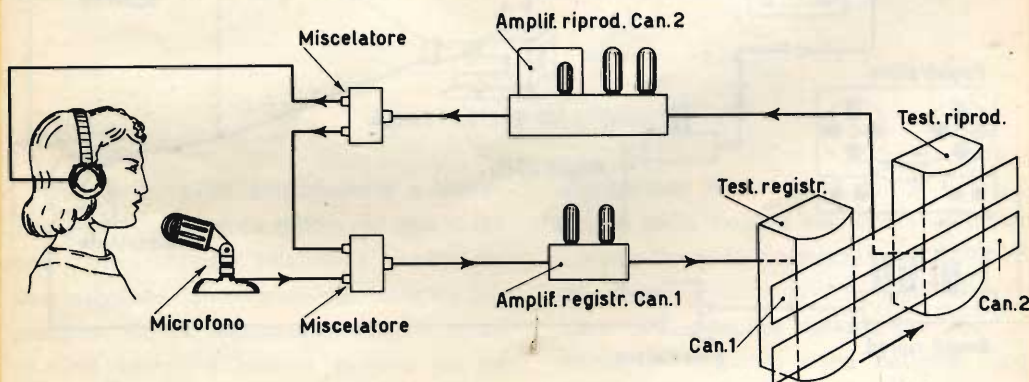 Amplif. riprod. Can.2
Miscelatore
Test. riprod.
Test. registr.
Microfono
Miscelatore
Amplif. registr. Can.1
Can.1
Can.2